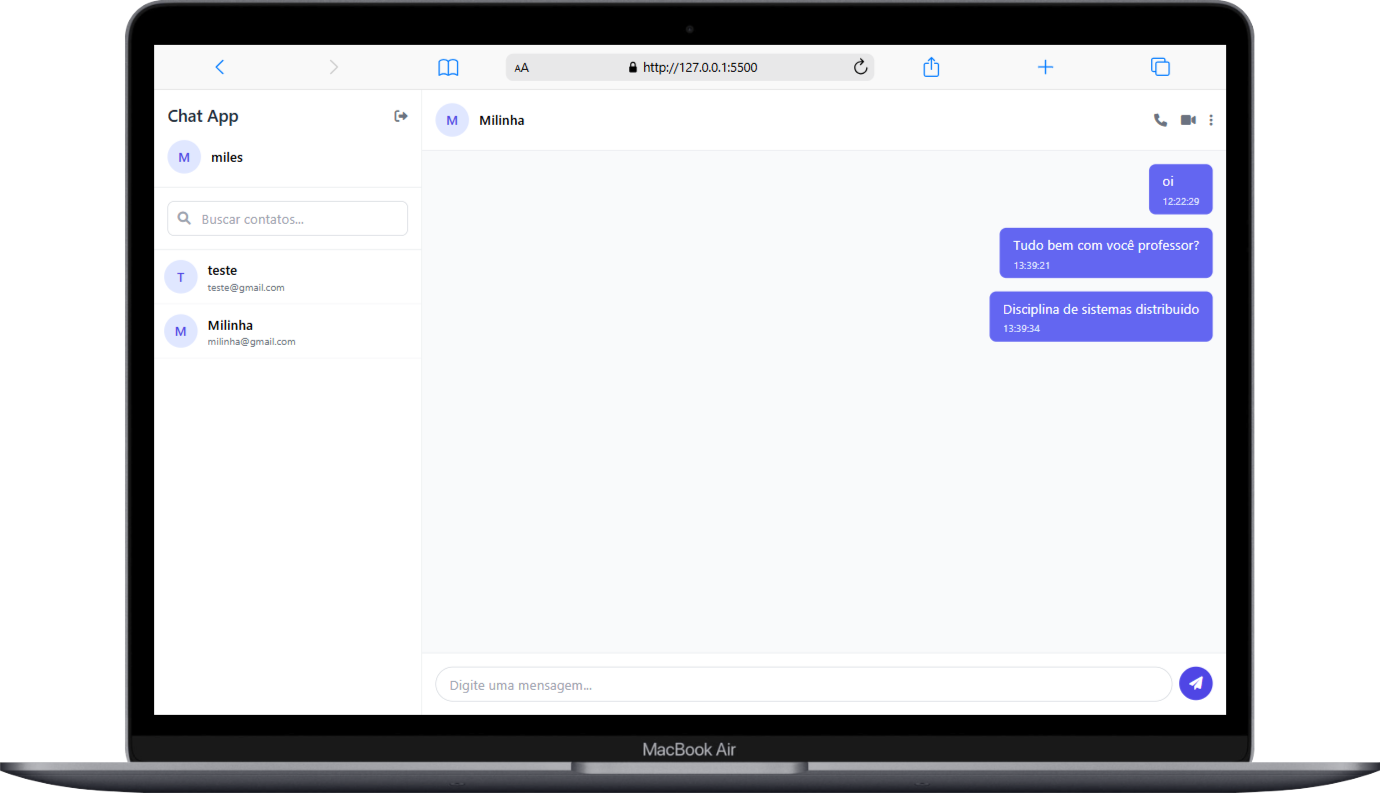 AA
http://127.0.0.1:5500
Chat App
M
miles
Buscar contatos...
T
teste
teste@gmail.com
M
Milinha
milinha@gmail.com
M
Milinha
oi
12:22:29
Tudo bem com você professor?
13:39:21
Disciplina de sistemas distribuido
13:39:34
Digite uma mensagem...
MacBook Air